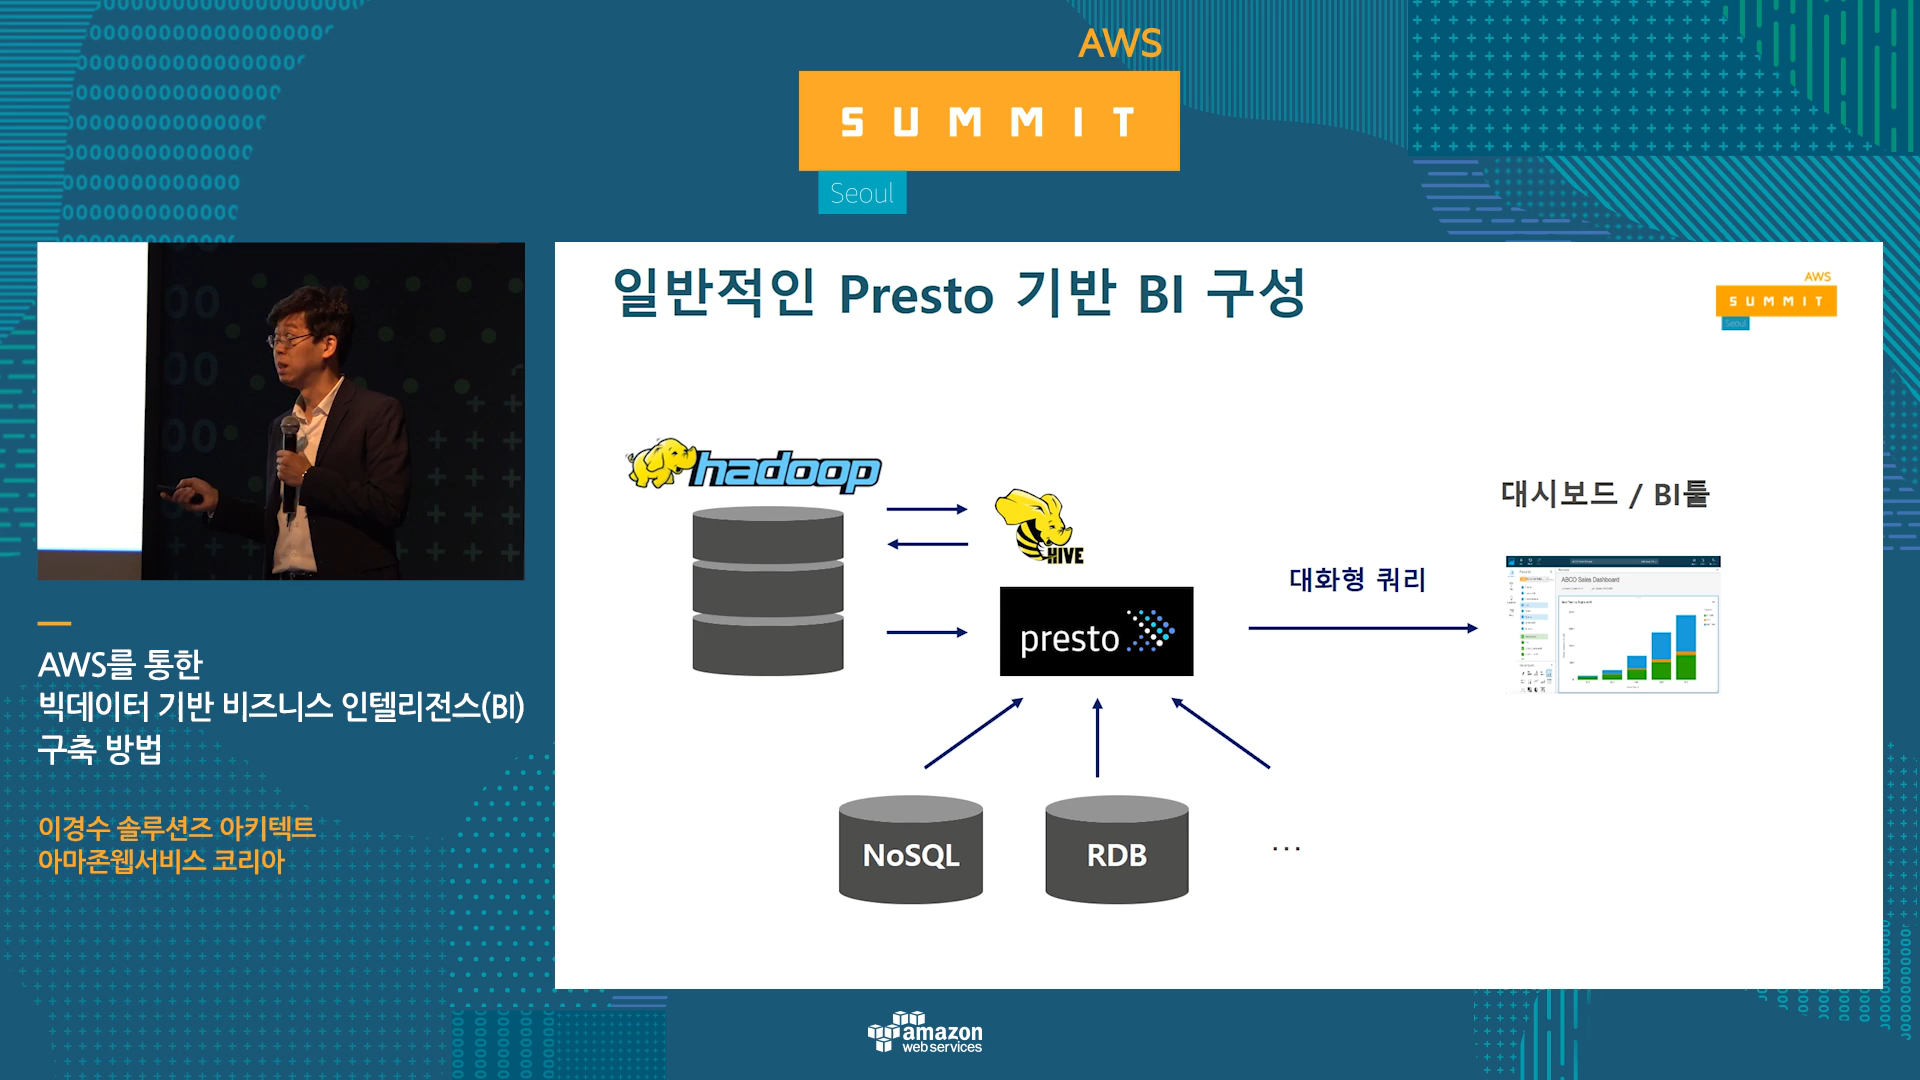 AWS
SUMMIT
Seoul
일반적인 Presto 기반 BI 구성
AWS
SUMMIT
Seoul
hadoop
HIVE
대시보드 / BI툴
대화형 쿼리
ABCD Sales Dashboard
presto
NoSQL
RDB
...
AWS를 통한
빅데이터 기반 비즈니스 인텔리전스(BI)
구축 방법
이경수 솔루션즈 아키텍트
아마존웹서비스 코리아
amazon
web services